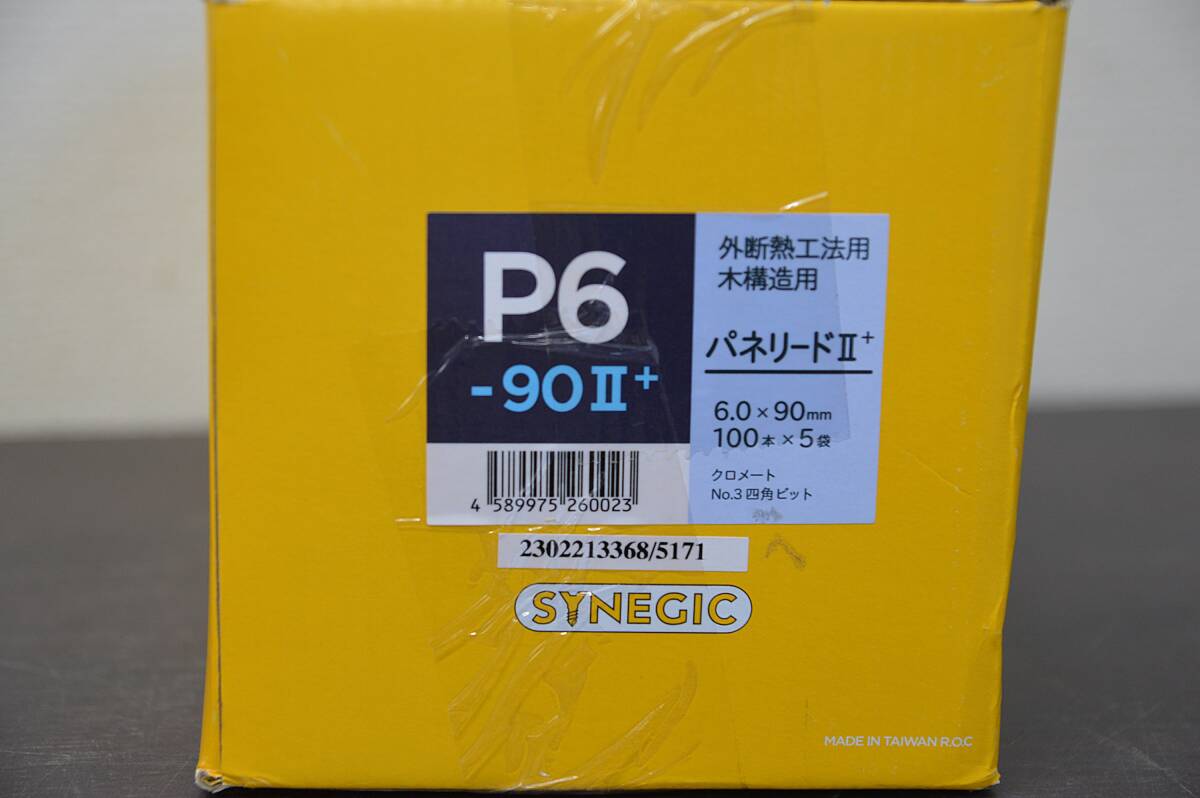 P6
-90Ⅱ+
外断熱工法用
木構造用
パネリードⅡ+
6.0×90mm
100本×5袋
クロメート
No.3四角ビット
4 589975 260023
2302213368/5171
SYNEGIC
MADE IN TAIWAN R.O.C